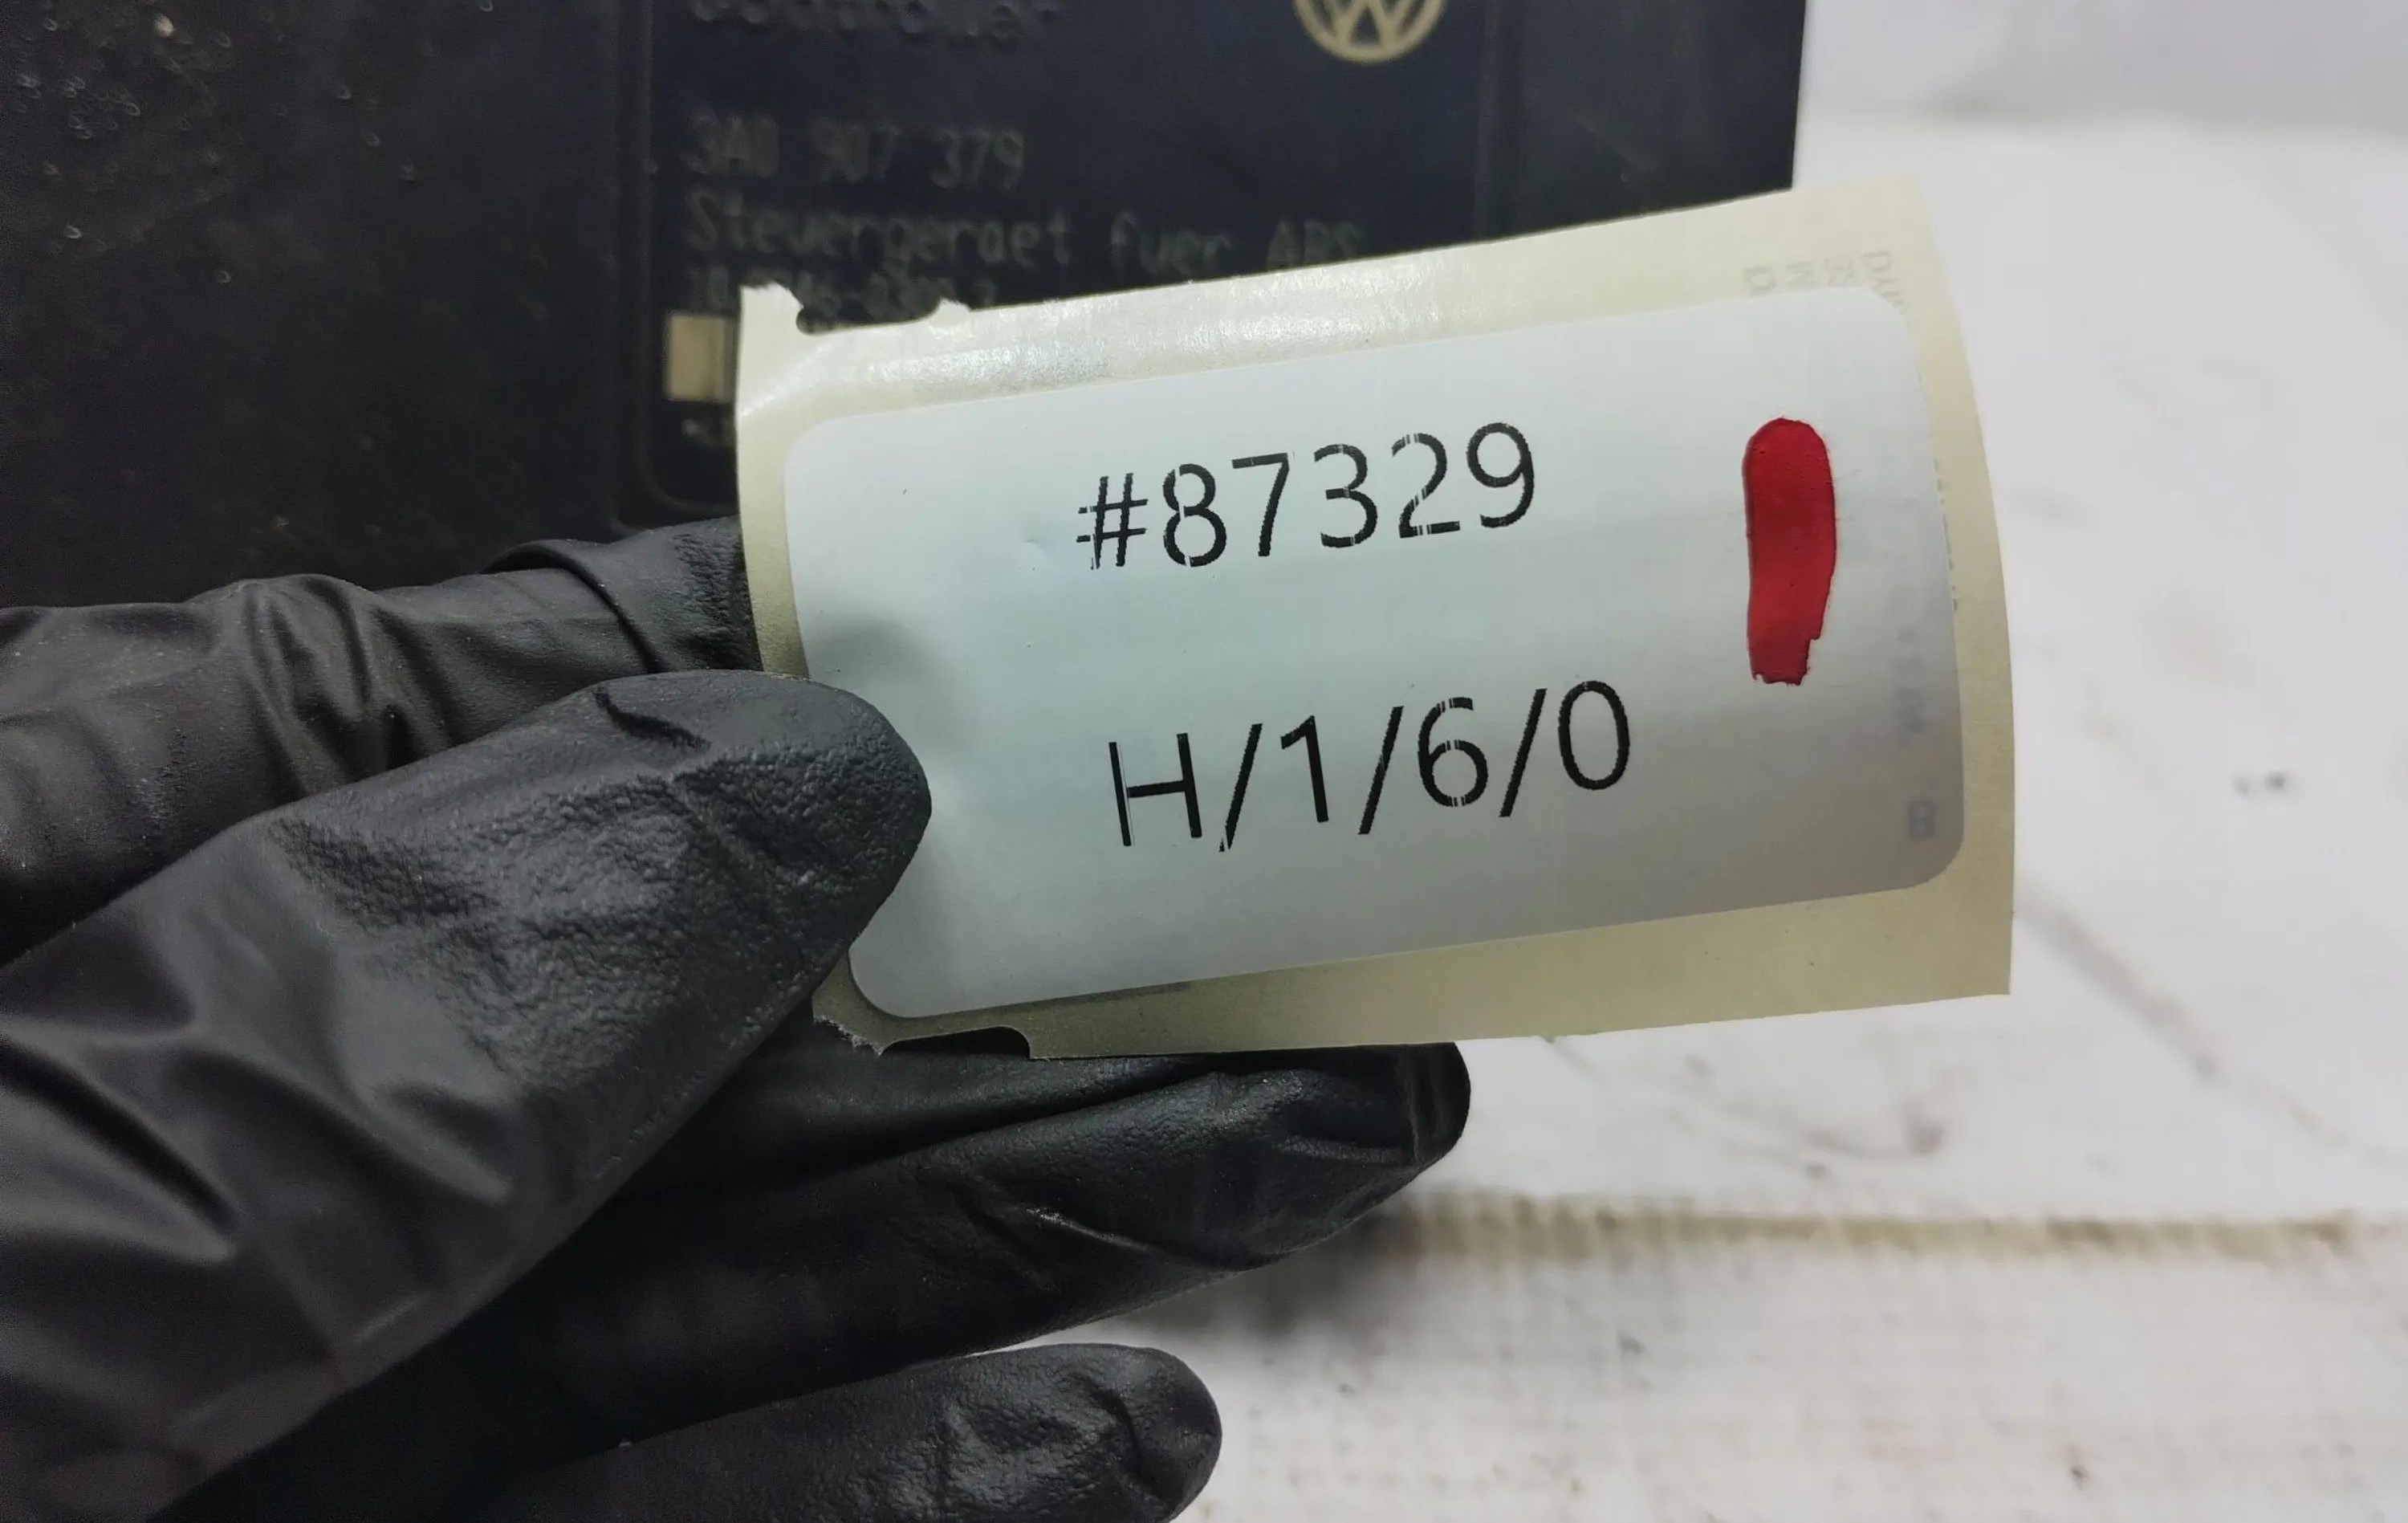 3A0 907 379
Steuergeraet fuer ABS
#87329
H/1/6/0